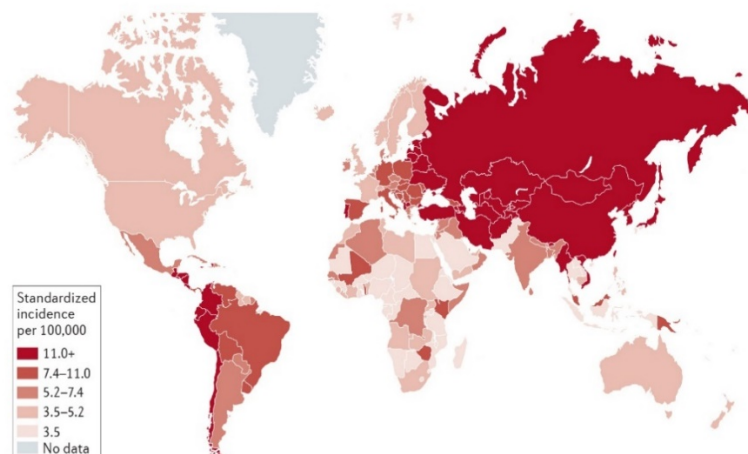 Standardized
incidence
per 100,000
11.0+
7.4–11.0
5.2–7.4
3.5–5.2
3.5
No data